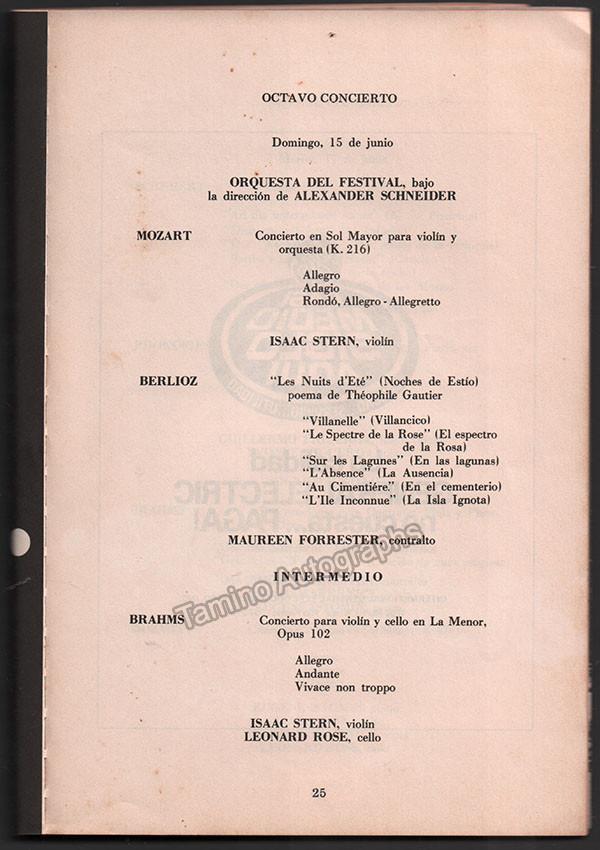 OCTAVO CONCIERTO
Domingo, 15 de junio
ORQUESTA DEL FESTIVAL, bajo
la dirección de ALEXANDER SCHNEIDER
MOZART Concierto en Sol Mayor para violín y
orquesta (K. 216)
Allegro
Adagio
Rondó, Allegro - Allegretto
ISAAC STERN, violín
BERLIOZ "Les Nuits d'Eté" (Noches de Estío)
poema de Théophile Gautier
"Villanelle" (Villancico)
"Le Spectre de la Rose" (El espectro
de la Rosa)
"Sur les Lagunes" (En las lagunas)
"L'Absence" (La Ausencia)
"Au Cimentiére." (En el cementerio)
"L'Ile Inconnue" (La Isla Ignota)
MAUREEN FORRESTER, contralto
INTERMEDIO
Tamino Autographs
BRAHMS Concierto para violín y cello en La Menor,
Opus 102
Allegro
Andante
Vivace non troppo
ISAAC STERN, violín
LEONARD ROSE, cello
25